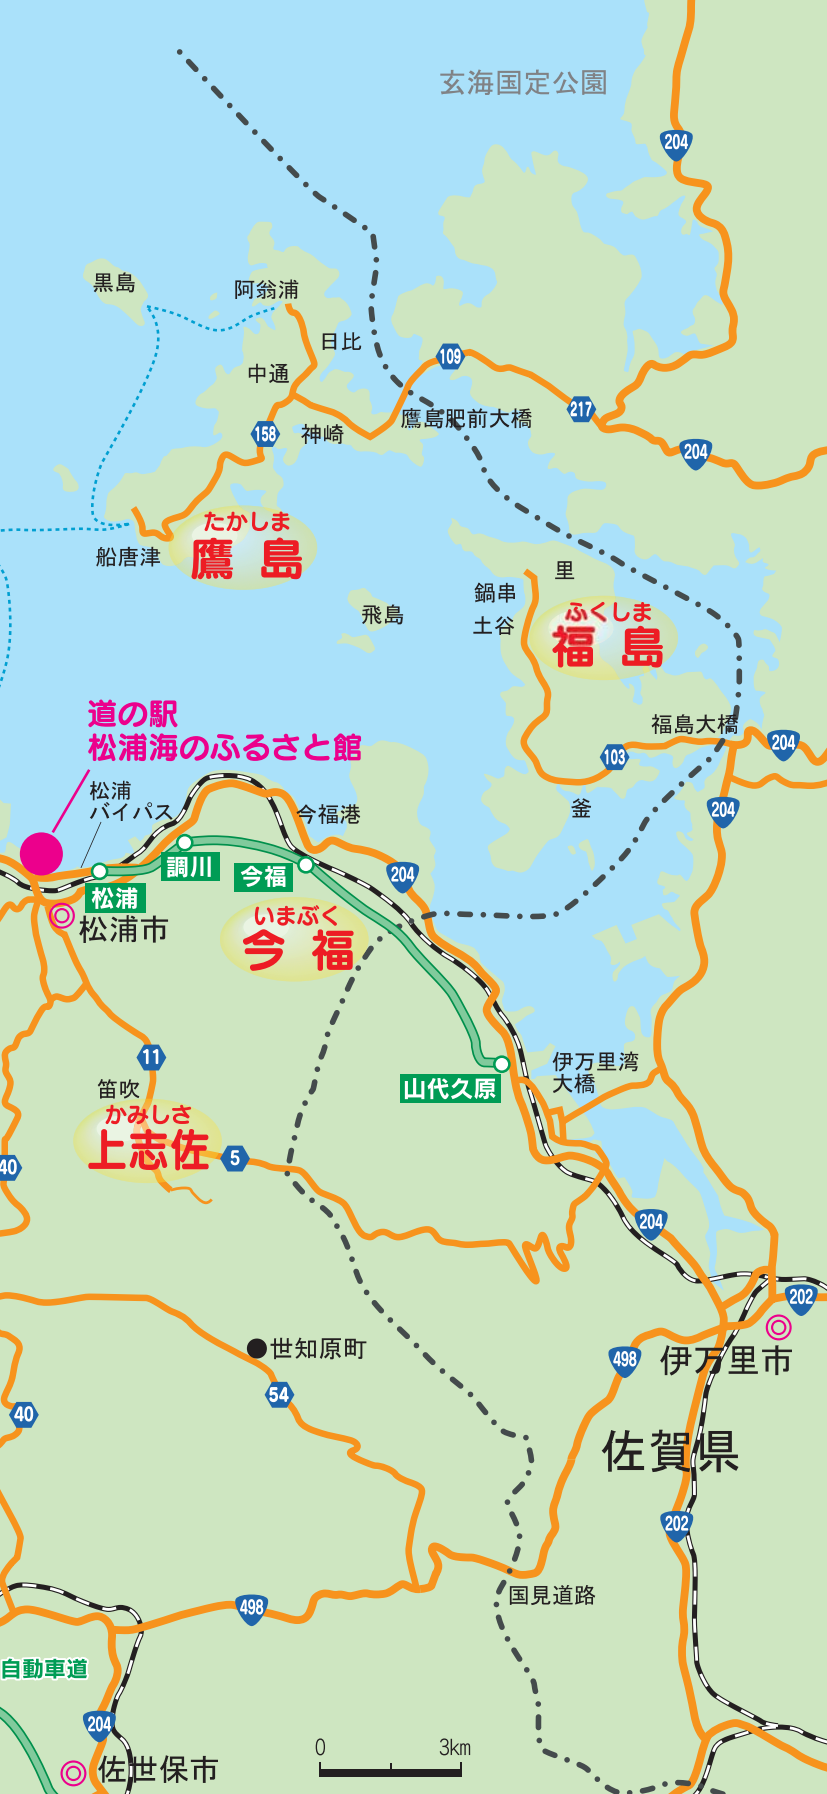 玄海国定公園
204
黒島
阿翁浦
日比
109
中通
217
鷹島肥前大橋
158
神崎
204
たかしま
鷹島
船唐津
里
鍋串
飛島
ふくしま
福島
土谷
道の駅
松浦海のふるさと館
福島大橋
204
103
松浦
バイパス
釜
今福港
204
調川
今福
204
松浦
いまぶく
今福
松浦市
11
伊万里湾
大橋
山代久原
笛吹
かみしさ
上志佐
5
40
204
202
世知原町
498
伊万里市
54
40
佐賀県
202
国見道路
498
自動車道
204
0 3km
佐世保市